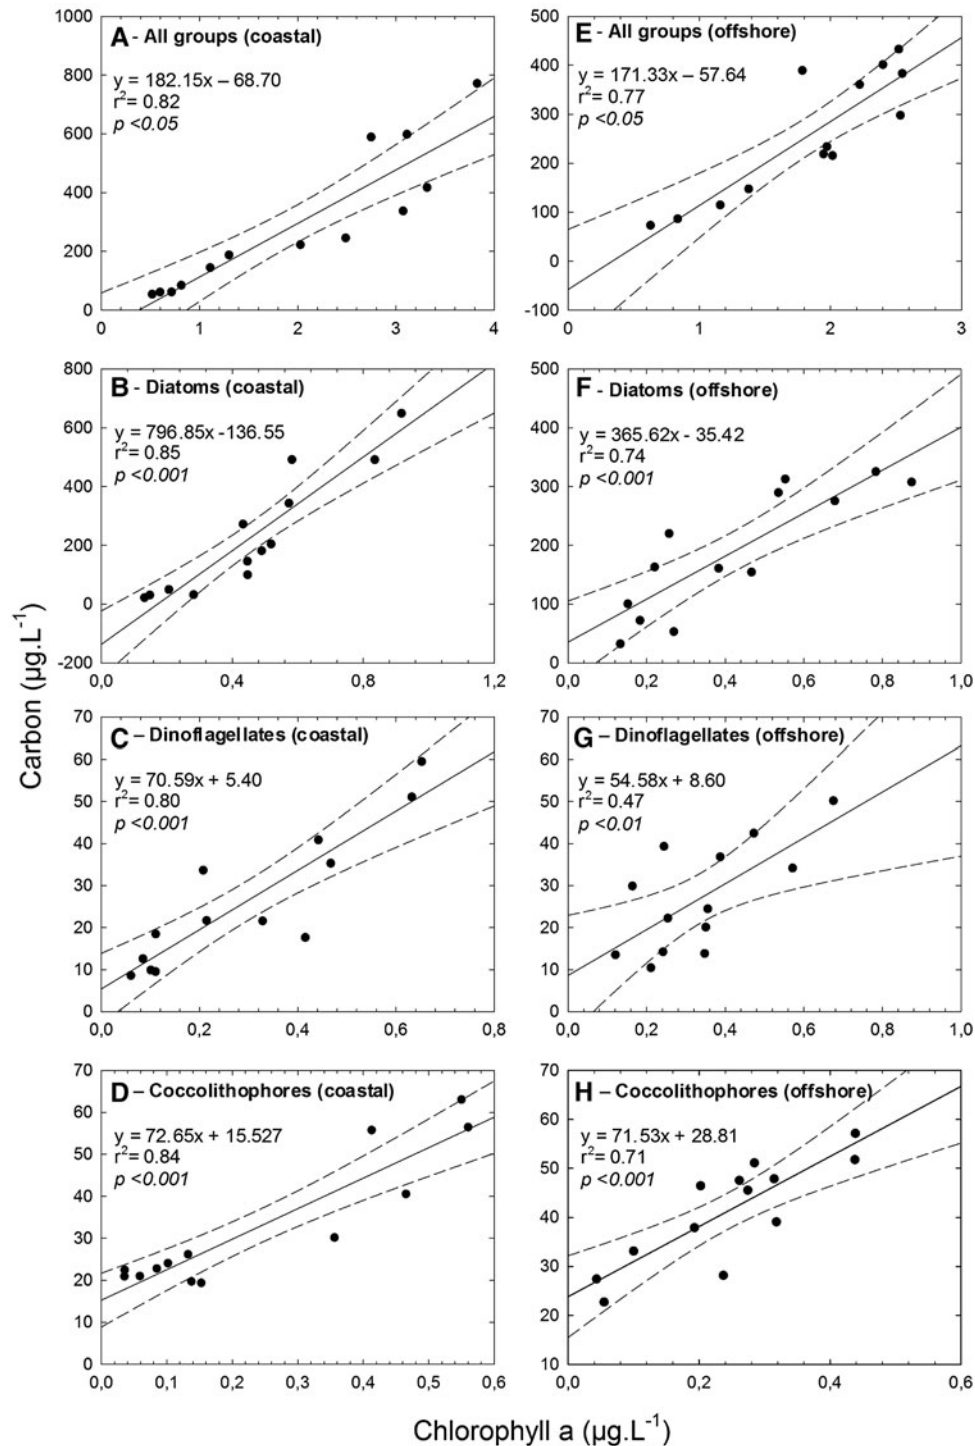 A - All groups (coastal)
y = 182.15x – 68.70
r²= 0.82
p <0.05
1000
800
600
400
200
0
0
1
2
3
4
E - All groups (offshore)
y = 171.33x – 57.64
r²= 0.77
p <0.05
500
400
300
200
100
0
-100
0
1
2
3
B - Diatoms (coastal)
y = 796.85x -136.55
r²= 0.85
p <0.001
800
600
400
200
0
-200
0,0
0,4
0,8
1,2
F - Diatoms (offshore)
y = 365.62x - 35.42
r²= 0.74
p <0.001
500
400
300
200
100
0
0,0
0,2
0,4
0,6
0,8
1,0
C – Dinoflagellates (coastal)
y = 70.59x + 5.40
r²= 0.80
p <0.001
70
60
50
40
30
20
10
0
0,0
0,2
0,4
0,6
0,8
G – Dinoflagellates (offshore)
y = 54.58x + 8.60
r²= 0.47
p <0.01
70
60
50
40
30
20
10
0
0,0
0,2
0,4
0,6
0,8
1,0
D – Coccolithophores (coastal)
y = 72.65x + 15.527
r²= 0.84
p <0.001
70
60
50
40
30
20
10
0
0,0
0,1
0,2
0,3
0,4
0,5
0,6
H – Coccolithophores (offshore)
y = 71.53x + 28.81
r²= 0.71
p <0.001
70
60
50
40
30
20
10
0,0
0,2
0,4
0,6
Carbon (µg.L⁻¹)
Chlorophyll a (µg.L⁻¹)